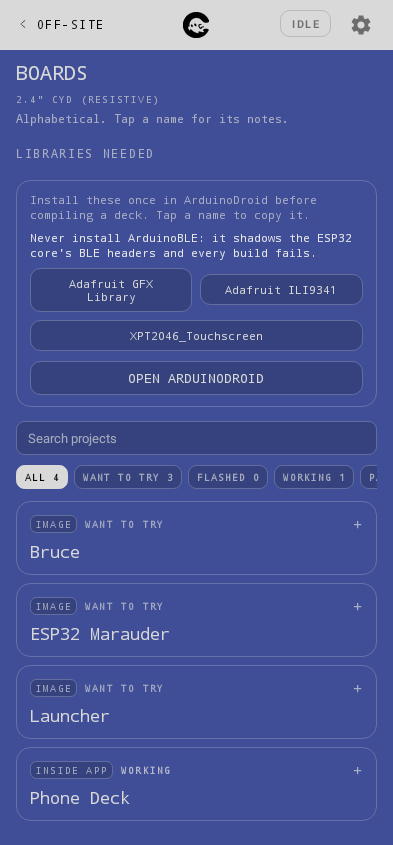 OFF-SITE
IDLE
BOARDS
2.4" CYD (RESISTIVE)
Alphabetical. Tap a name for its notes.
LIBRARIES NEEDED
Install these once in ArduinoDroid before
compiling a deck. Tap a name to copy it.
Never install ArduinoBLE: it shadows the ESP32
core's BLE headers and every build fails.
Adafruit GFX
Library
Adafruit ILI9341
XPT2046_Touchscreen
OPEN ARDUINODROID
Search projects
ALL 4
WANT TO TRY 3
FLASHED 0
WORKING 1
IMAGE WANT TO TRY +
Bruce
IMAGE WANT TO TRY +
ESP32 Marauder
IMAGE WANT TO TRY +
Launcher
INSIDE APP WORKING +
Phone Deck